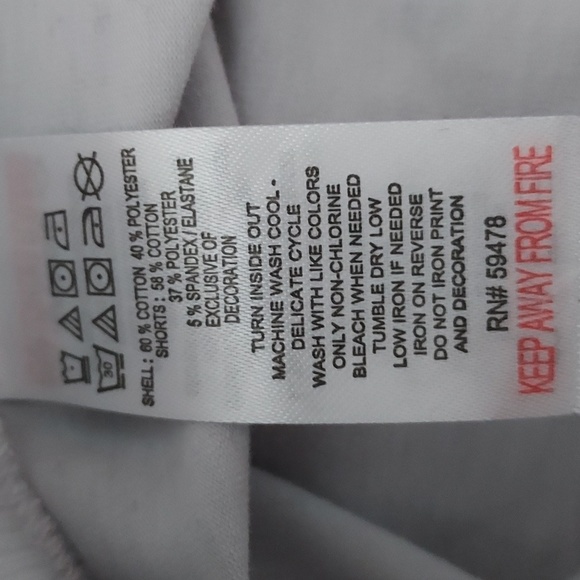 30
SHELL: 60% COTTON 40% POLYESTER
SHORTS: 58% COTTON
37% POLYESTER
5% SPANDEX/ELASTANE
EXCLUSIVE OF
DECORATION
TURN INSIDE OUT
MACHINE WASH COOL -
DELICATE CYCLE
WASH WITH LIKE COLORS
ONLY NON-CHLORINE
BLEACH WHEN NEEDED
TUMBLE DRY LOW
LOW IRON IF NEEDED
IRON ON REVERSE
DO NOT IRON PRINT
AND DECORATION
RN# 59478
KEEP AWAY FROM FIRE